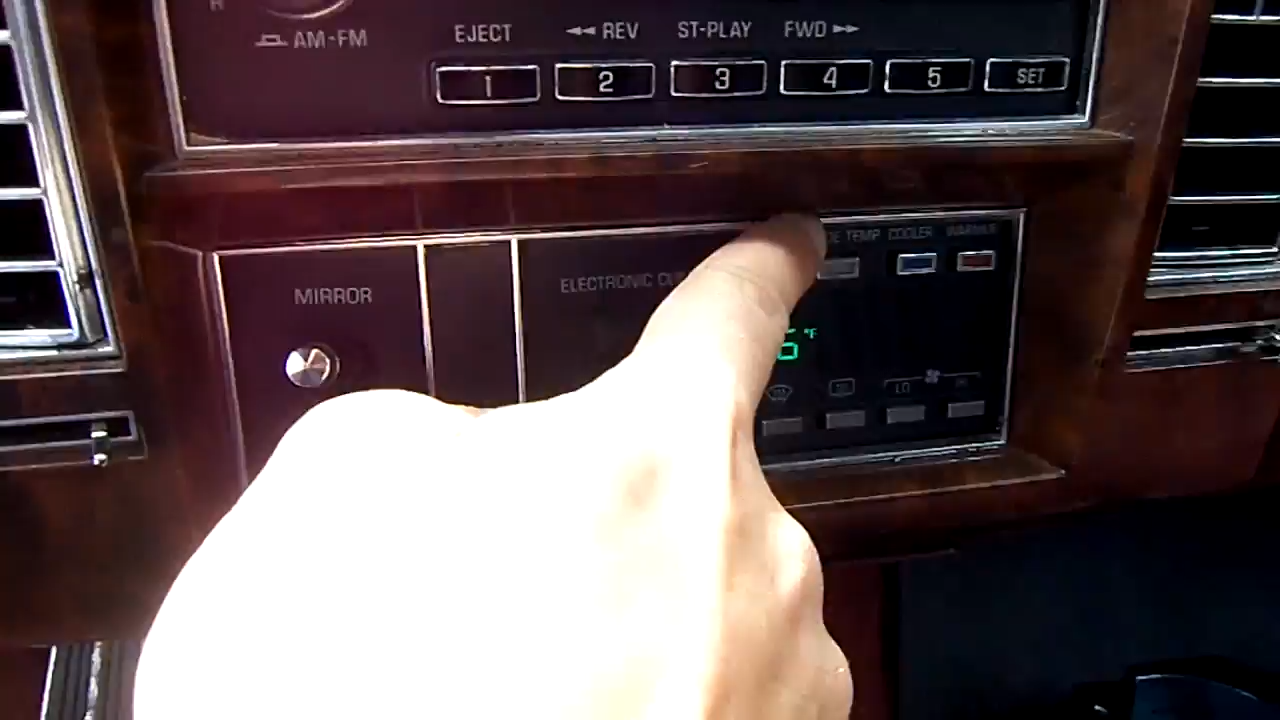 AM-FM
EJECT ◄◄ REV ST-PLAY FWD ►►
1 2 3 4 5 SET
MIRROR
ELECTRONIC
TEMP COOLER WARMER
°F
LO HI